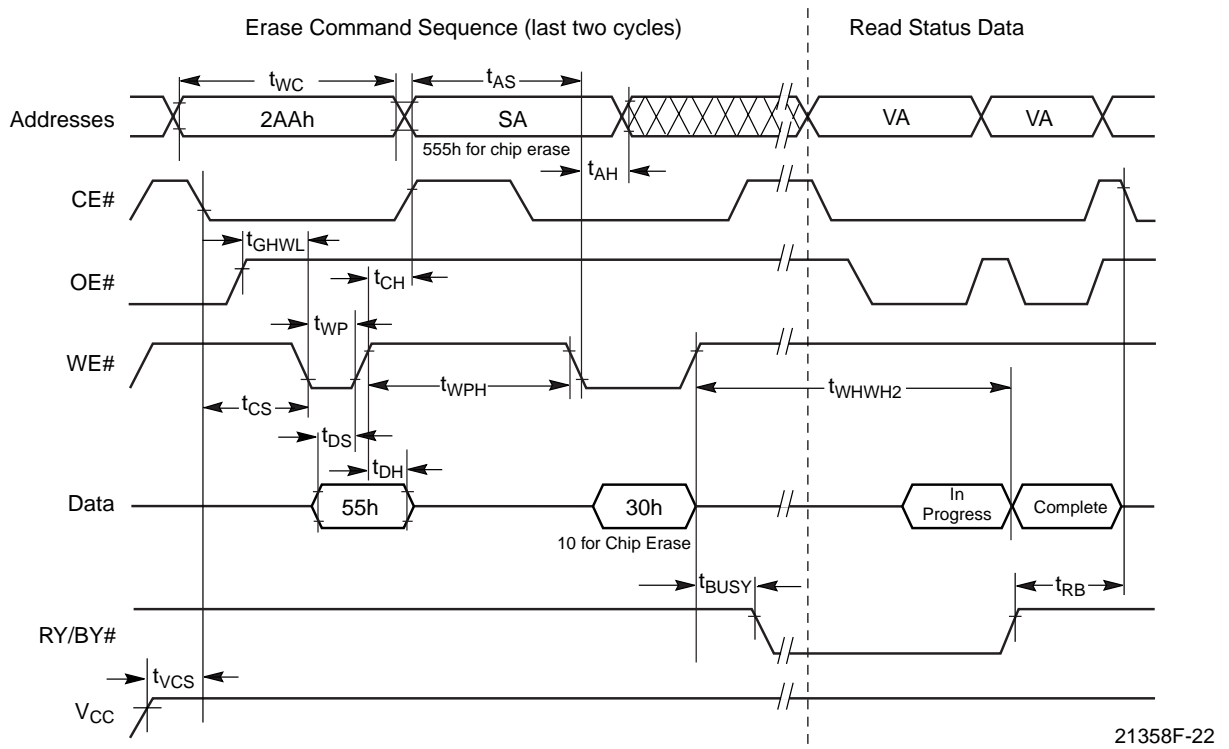 Erase Command Sequence (last two cycles)
Read Status Data
tWC
tAS
Addresses
2AAh
SA
VA
VA
555h for chip erase
tAH
CE#
tGHWL
OE#
tCH
tWP
WE#
tWPH
tWHWH2
tCS
tDS
tDH
Data
55h
30h
In
Progress
Complete
10 for Chip Erase
tBUSY
tRB
RY/BY#
tVCS
VCC
21358F-22